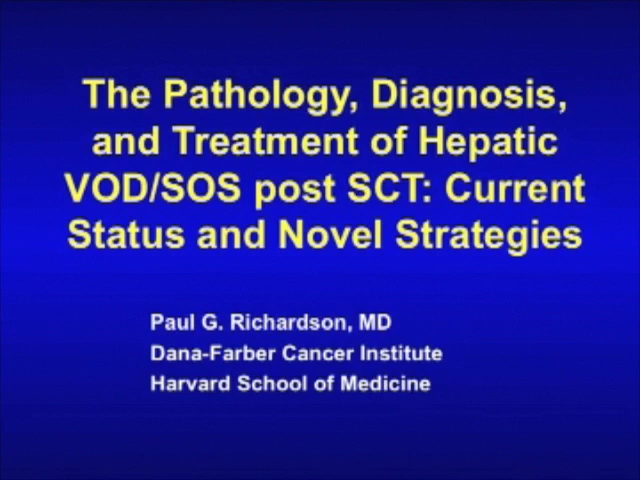 The Pathology, Diagnosis,
and Treatment of Hepatic
VOD/SOS post SCT: Current
Status and Novel Strategies
Paul G. Richardson, MD
Dana-Farber Cancer Institute
Harvard School of Medicine